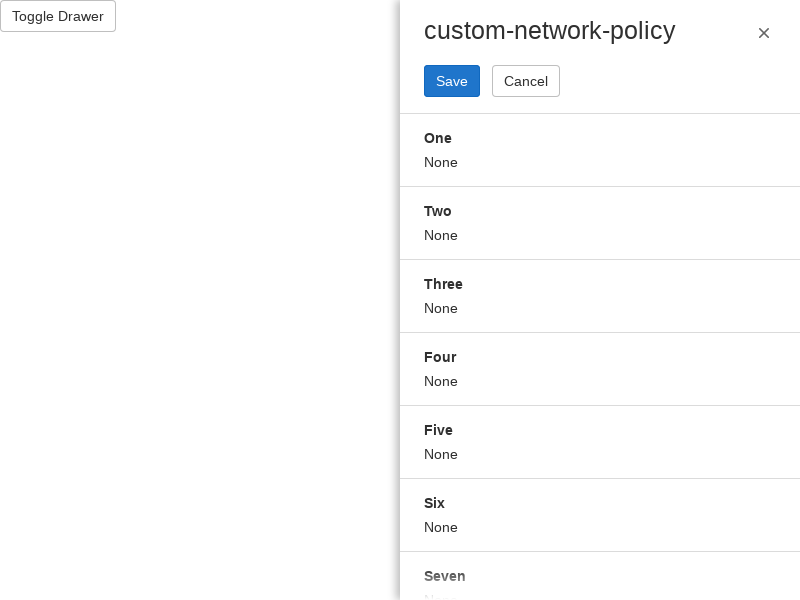 Toggle Drawer
custom-network-policy
Save
Cancel
One
None
Two
None
Three
None
Four
None
Five
None
Six
None
Seven
None